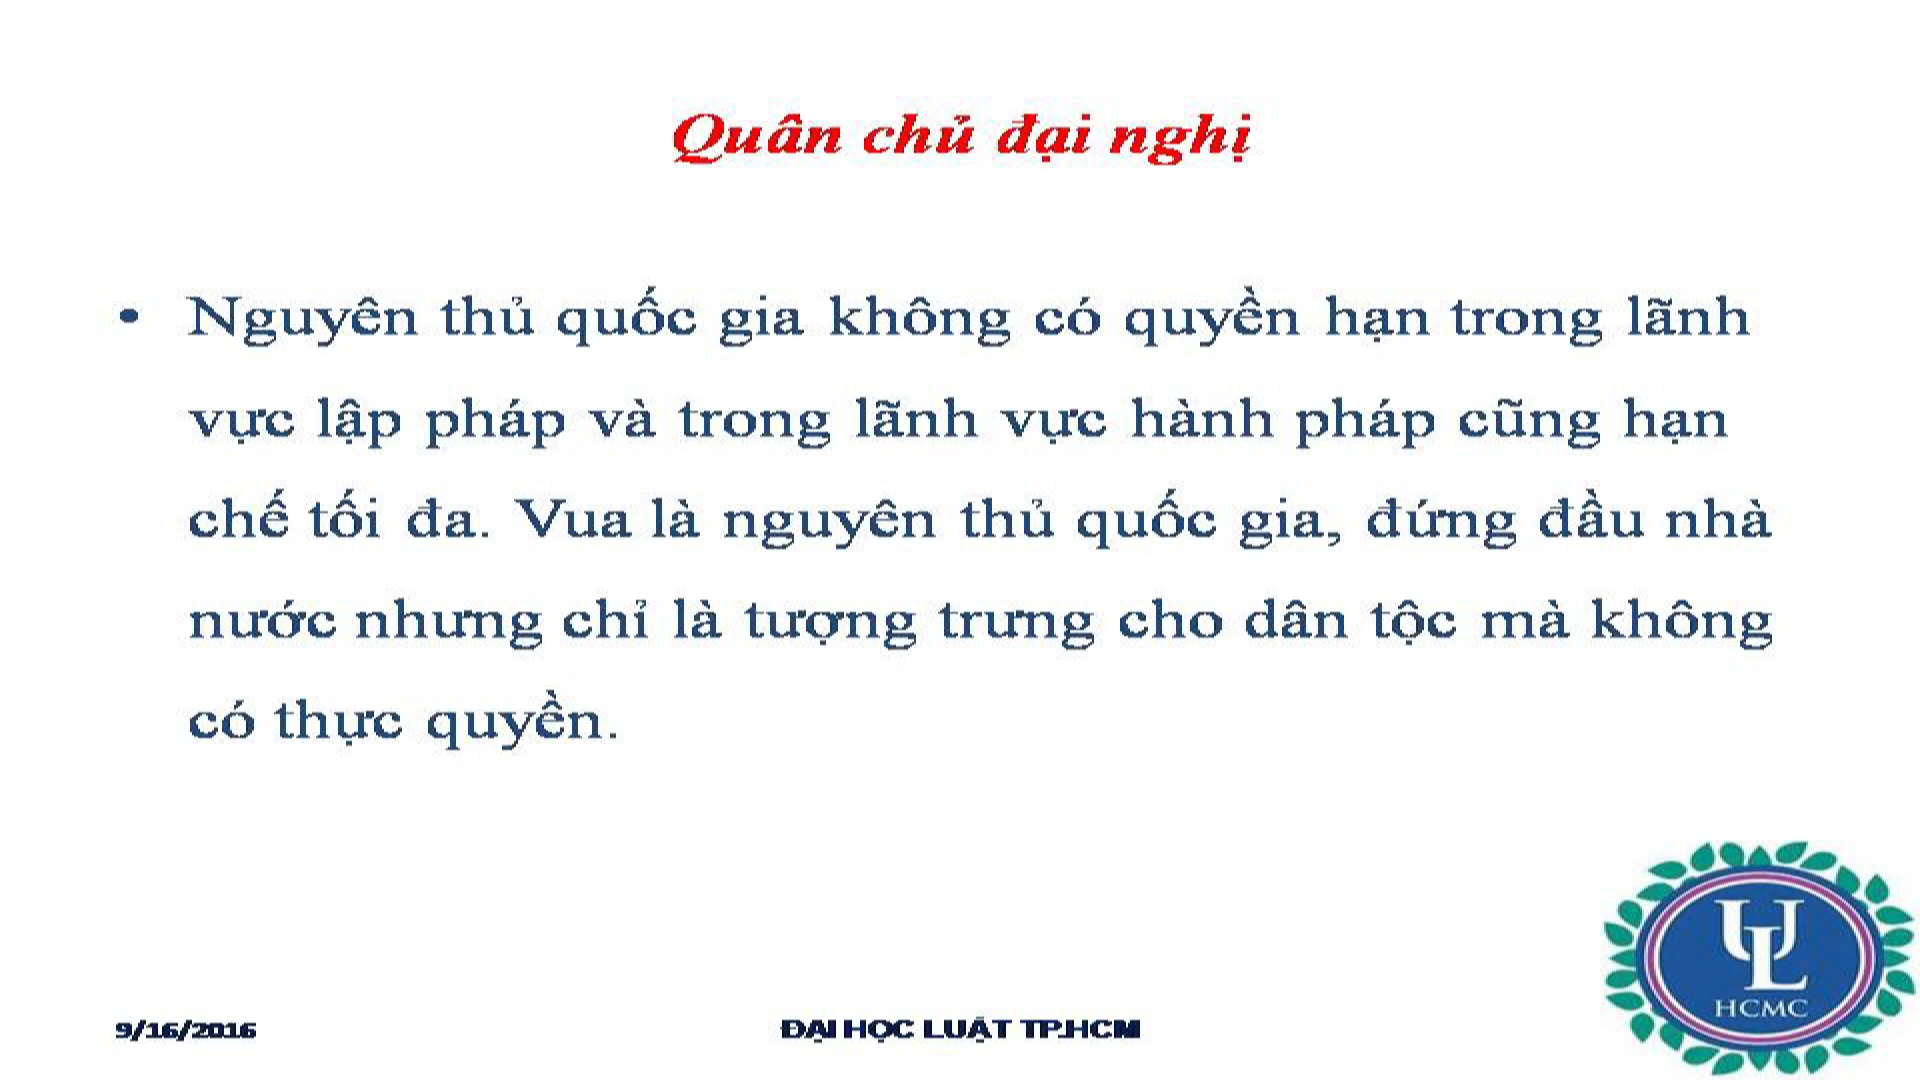 Quân chủ đại nghị
• Nguyên thủ quốc gia không có quyền hạn trong lãnh
vực lập pháp và trong lãnh vực hành pháp cũng hạn
chế tối đa. Vua là nguyên thủ quốc gia, đứng đầu nhà
nước nhưng chỉ là tượng trưng cho dân tộc mà không
có thực quyền.
UL
HCMC
9/16/2016
ĐẠI HỌC LUẬT TP.HCM